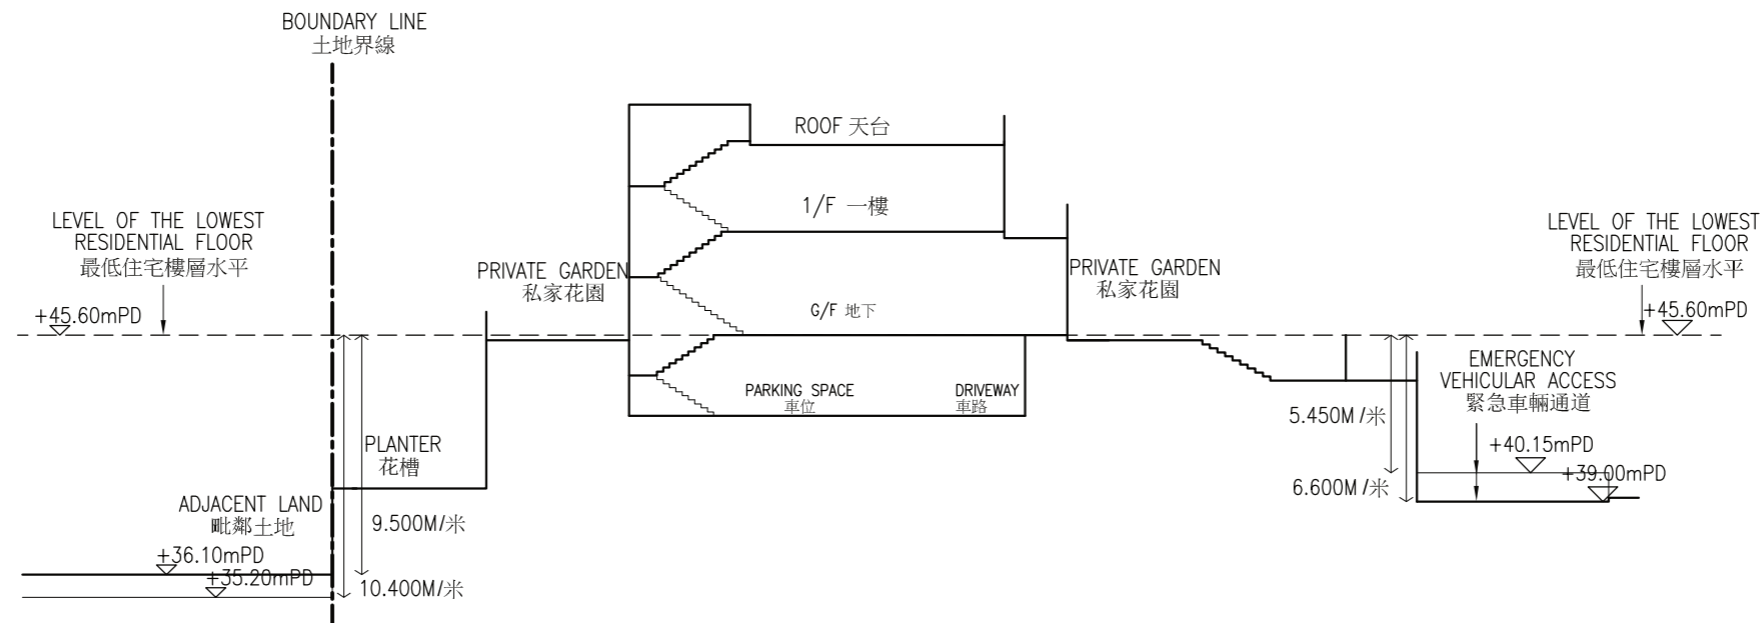 BOUNDARY LINE
土地界線
ROOF 天台
1/F 一樓
LEVEL OF THE LOWEST
RESIDENTIAL FLOOR
最低住宅樓層水平
+45.60mPD
PRIVATE GARDEN
私家花園
G/F 地下
PRIVATE GARDEN
私家花園
LEVEL OF THE LOWEST
RESIDENTIAL FLOOR
最低住宅樓層水平
+45.60mPD
PARKING SPACE
車位
DRIVEWAY
車路
EMERGENCY
VEHICULAR ACCESS
緊急車輛通道
5.450M/米
+40.15mPD
6.600M/米
+39.00mPD
PLANTER
花槽
ADJACENT LAND
毗鄰土地
9.500M/米
+36.10mPD
+35.20mPD
10.400M/米